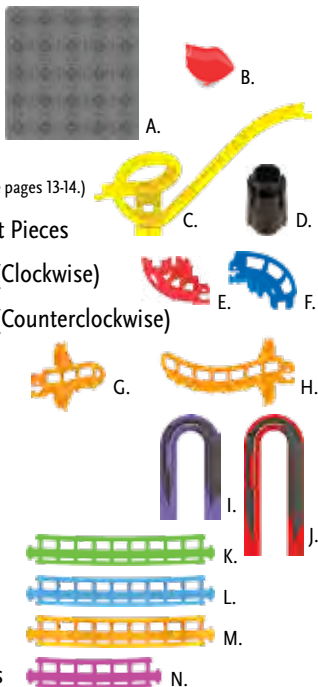 A.
B.
pages 13-14.)
C.
D.
Pieces
(Clockwise)
E.
F.
(Counterclockwise)
G.
H.
I.
J.
K.
L.
M.
N.